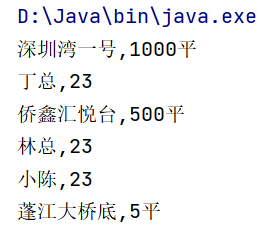 D:\Java\bin\java.exe
深圳湾一号,1000平
丁总,23
侨鑫汇悦台,500平
林总,23
小陈,23
蓬江大桥底,5平